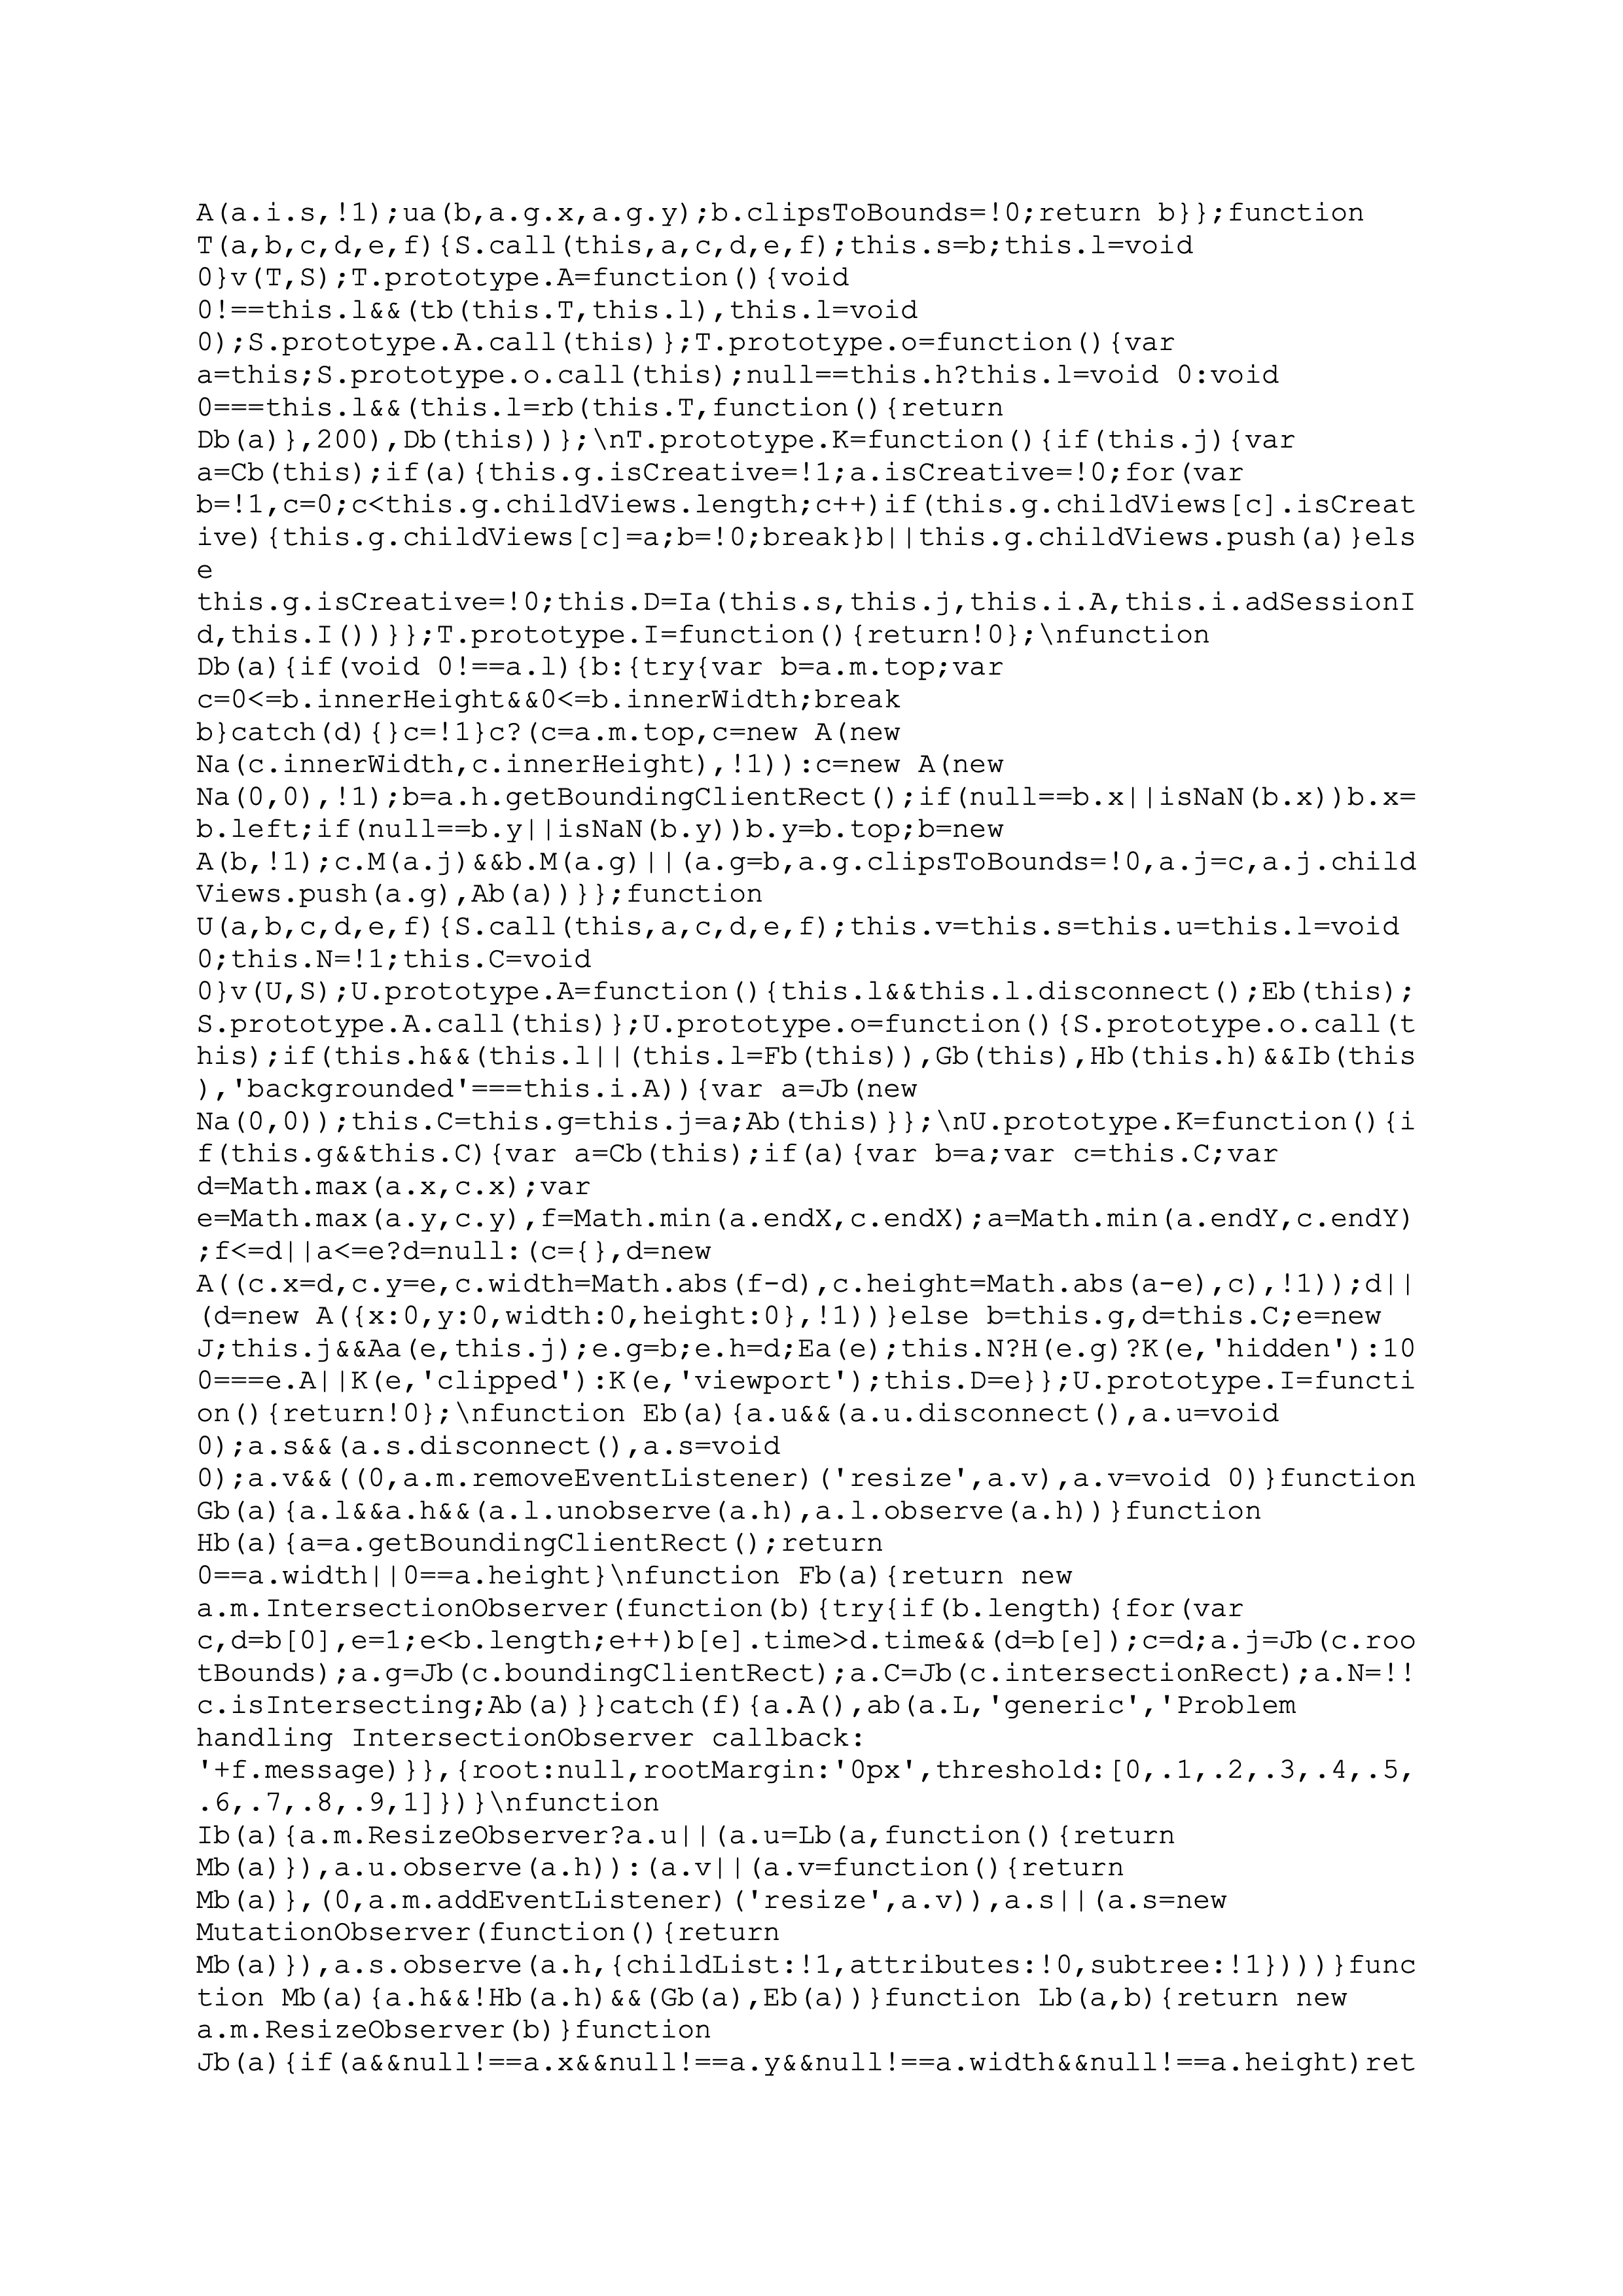 A(a.i.s,!1);ua(b,a.g.x,a.g.y);b.clipsToBounds=!0;return b}};function
T(a,b,c,d,e,f){S.call(this,a,c,d,e,f);this.s=b;this.l=void
0}v(T,S);T.prototype.A=function(){void
0!==this.l&&(tb(this.T,this.l),this.l=void
0);S.prototype.A.call(this)};T.prototype.o=function(){var
a=this;S.prototype.o.call(this);null==this.h?this.l=void 0:void
0===this.l&&(this.l=rb(this.T,function(){return
Db(a)},200),Db(this))};\nT.prototype.K=function(){if(this.j){var
a=Cb(this);if(a){this.g.isCreative=!1;a.isCreative=!0;for(var
b=!1,c=0;c<this.g.childViews.length;c++)if(this.g.childViews[c].isCreat
ive){this.g.childViews[c]=a;b=!0;break}b||this.g.childViews.push(a)}els
e
this.g.isCreative=!0;this.D=Ia(this.s,this.j,this.i.A,this.i.adSessionI
d,this.I())}};T.prototype.I=function(){return!0};\nfunction
Db(a){if(void 0!==a.l){b:{try{var b=a.m.top;var
c=0<=b.innerHeight&&0<=b.innerWidth;break
b}catch(d){}c=!1}c?(c=a.m.top,c=new A(new
Na(c.innerWidth,c.innerHeight),!1)):c=new A(new
Na(0,0),!1);b=a.h.getBoundingClientRect();if(null==b.x||isNaN(b.x))b.x=
b.left;if(null==b.y||isNaN(b.y))b.y=b.top;b=new
A(b,!1);c.M(a.j)&&b.M(a.g)||(a.g=b,a.g.clipsToBounds=!0,a.j=c,a.j.child
Views.push(a.g),Ab(a))}};function
U(a,b,c,d,e,f){S.call(this,a,c,d,e,f);this.v=this.s=this.u=this.l=void
0;this.N=!1;this.C=void
0}v(U,S);U.prototype.A=function(){this.l&&this.l.disconnect();Eb(this);
S.prototype.A.call(this)};U.prototype.o=function(){S.prototype.o.call(t
his);if(this.h&&(this.l||(this.l=Fb(this)),Gb(this),Hb(this.h)&&Ib(this
),'backgrounded'===this.i.A)){var a=Jb(new
Na(0,0));this.C=this.g=this.j=a;Ab(this)}};\nU.prototype.K=function(){i
f(this.g&&this.C){var a=Cb(this);if(a){var b=a;var c=this.C;var
d=Math.max(a.x,c.x);var
e=Math.max(a.y,c.y),f=Math.min(a.endX,c.endX);a=Math.min(a.endY,c.endY)
;f<=d||a<=e?d=null:(c={},d=new
A((c.x=d,c.y=e,c.width=Math.abs(f-d),c.height=Math.abs(a-e),c),!1));d||
(d=new A({x:0,y:0,width:0,height:0},!1))}else b=this.g,d=this.C;e=new
J;this.j&&Aa(e,this.j);e.g=b;e.h=d;Ea(e);this.N?H(e.g)?K(e,'hidden'):10
0===e.A||K(e,'clipped'):K(e,'viewport');this.D=e}};U.prototype.I=functi
on(){return!0};\nfunction Eb(a){a.u&&(a.u.disconnect(),a.u=void
0);a.s&&(a.s.disconnect(),a.s=void
0);a.v&&((0,a.m.removeEventListener)('resize',a.v),a.v=void 0)}function
Gb(a){a.l&&a.h&&(a.l.unobserve(a.h),a.l.observe(a.h))}function
Hb(a){a=a.getBoundingClientRect();return
0==a.width||0==a.height}\nfunction Fb(a){return new
a.m.IntersectionObserver(function(b){try{if(b.length){for(var
c,d=b[0],e=1;e<b.length;e++)b[e].time>d.time&&(d=b[e]);c=d;a.j=Jb(c.roo
tBounds);a.g=Jb(c.boundingClientRect);a.C=Jb(c.intersectionRect);a.N=!!
c.isIntersecting;Ab(a)}}catch(f){a.A(),ab(a.L,'generic','Problem
handling IntersectionObserver callback:
'+f.message)}},{root:null,rootMargin:'0px',threshold:[0,.1,.2,.3,.4,.5,
.6,.7,.8,.9,1]})}\nfunction
Ib(a){a.m.ResizeObserver?a.u||(a.u=Lb(a,function(){return
Mb(a)}),a.u.observe(a.h)):(a.v||(a.v=function(){return
Mb(a)},(0,a.m.addEventListener)('resize',a.v)),a.s||(a.s=new
MutationObserver(function(){return
Mb(a)}),a.s.observe(a.h,{childList:!1,attributes:!0,subtree:!1})))}func
tion Mb(a){a.h&&!Hb(a.h)&&(Gb(a),Eb(a))}function Lb(a,b){return new
a.m.ResizeObserver(b)}function
Jb(a){if(a&&null!==a.x&&null!==a.y&&null!==a.width&&null!==a.height)ret